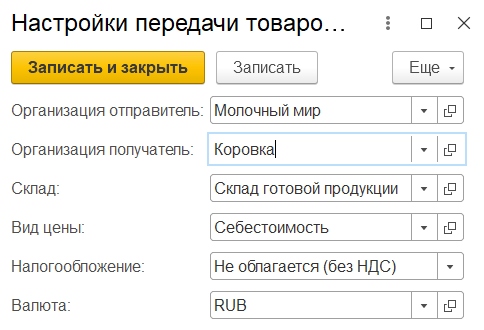 Настройки передачи товаро...
Записать и закрыть Записать Еще
Организация отправитель: Молочный мир
Организация получатель: Коровка
Склад: Склад готовой продукции
Вид цены: Себестоимость
Налогообложение: Не облагается (без НДС)
Валюта: RUB